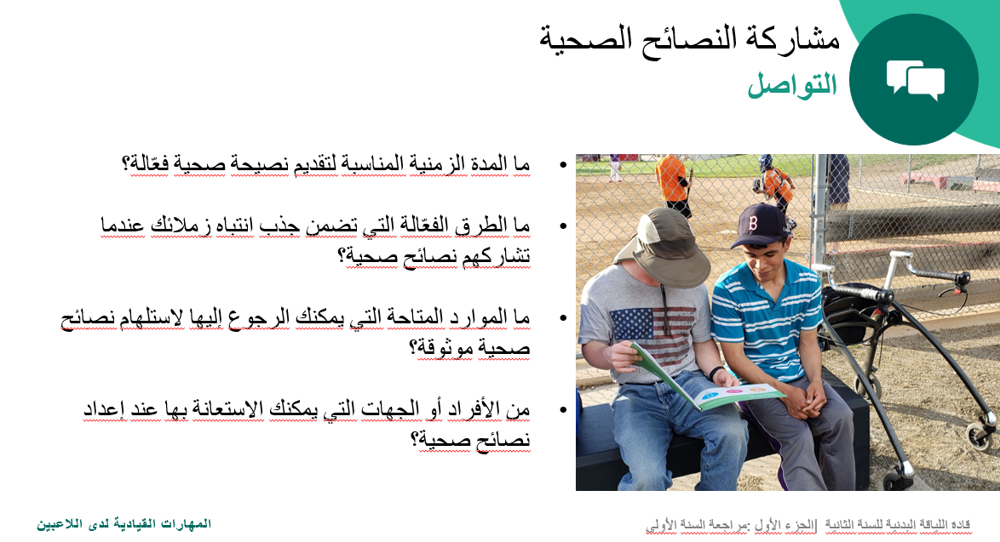 مشاركة النصائح الصحية
التواصل
• ما المدة الزمنية المناسبة لتقديم نصيحة صحية فعّالة؟
• ما الطرق الفعّالة التي تضمن جذب انتباه زملائك عندما
تشاركهم نصائح صحية؟
• ما الموارد المتاحة التي يمكنك الرجوع إليها لاستلهام نصائح
صحية موثوقة؟
• من الأفراد أو الجهات التي يمكنك الاستعانة بها عند إعداد
نصائح صحية؟
B
قادة اللياقة البدنية للسنة الثانية |الجزء الأول :مراجعة السنة الأولى
المهارات القيادية لدى اللاعبين